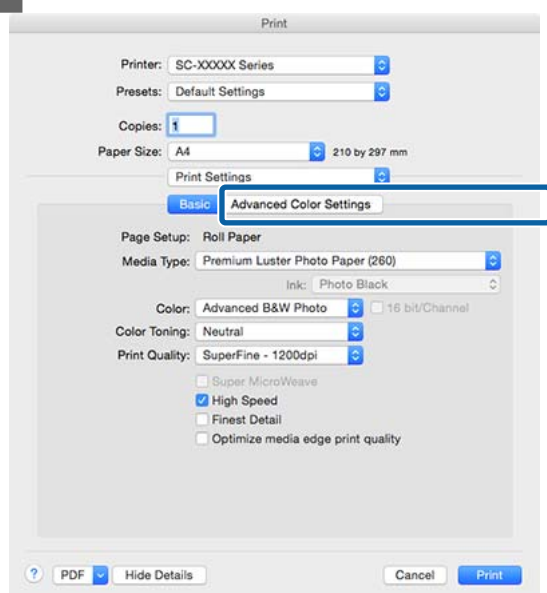 Print
Printer: SC-XXXXX Series
Presets: Default Settings
Copies: 1
Paper Size: A4 210 by 297 mm
Print Settings
Basic Advanced Color Settings
Page Setup: Roll Paper
Media Type: Premium Luster Photo Paper (260)
Ink: Photo Black
Color: Advanced B&W Photo 16 bit/Channel
Color Toning: Neutral
Print Quality: SuperFine - 1200dpi
Super MicroWeave
High Speed
Finest Detail
Optimize media edge print quality
? PDF Hide Details Cancel Print